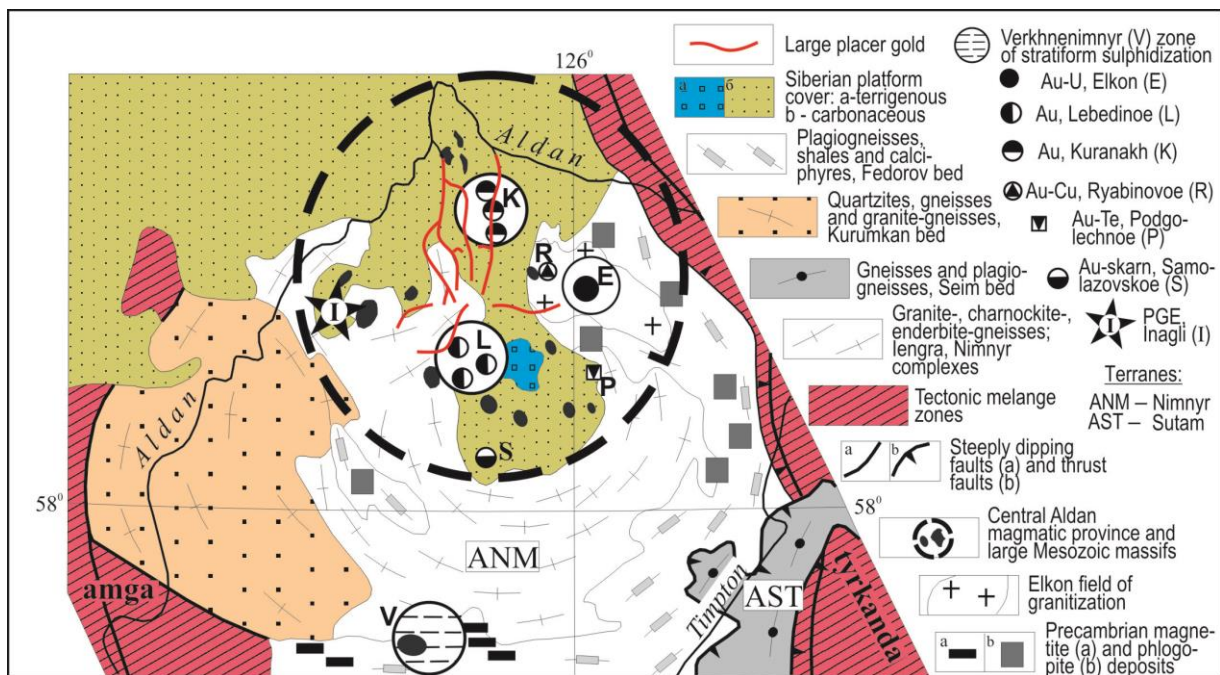 126⁰
Aldan
K
R
E
I
L
P
S
Aldan
58⁰
58⁰
ANM
AST
Timpton
tyrkanda
amga
V
Large placer gold
а б
Siberian platform
cover: a-terrigenous
b - carbonaceous
Plagiogneisses,
shales and calci-
phyres, Fedorov bed
Quartzites, gneisses
and granite-gneisses,
Kurumkan bed
Gneisses and plagio-
gneisses, Seim bed
Granite-, charnockite-,
enderbite-gneisses;
Iengra, Nimnyr
complexes
Tectonic melange
zones
a b
Steeply dipping
faults (a) and thrust
faults (b)
Central Aldan
magmatic province and
large Mesozoic massifs
Elkon field of
granitization
a b
Precambrian magne-
tite (a) and phlogo-
pite (b) deposits
Verkhnenimnyr (V) zone
of stratiform sulphidization
Au-U, Elkon (E)
Au, Lebedinoe (L)
Au, Kuranakh (K)
Au-Cu, Ryabinovoe (R)
Au-Te, Podgo-
lechnoe (P)
Au-skarn, Samo-
lazovskoe (S)
I
PGE,
Inagli (I)
Terranes:
ANM – Nimnyr
AST – Sutam